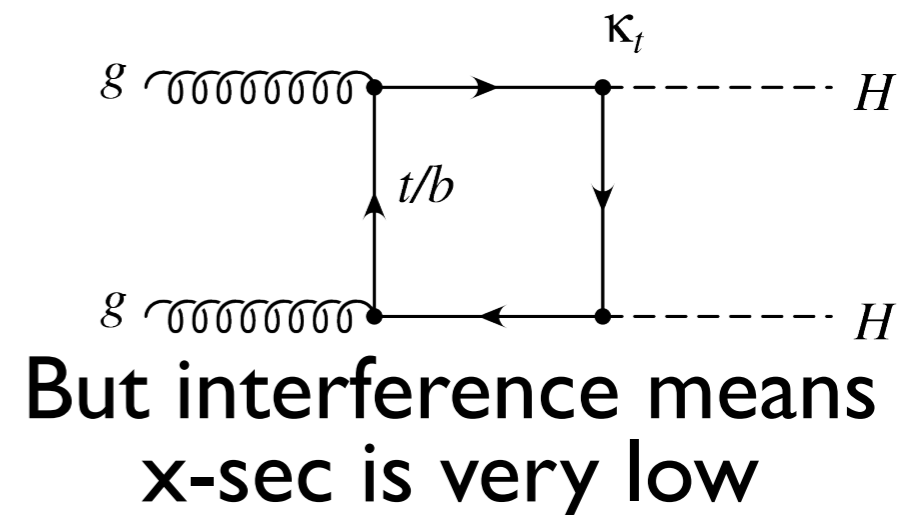 κt
g H
t/b
g H
But interference means
x-sec is very low